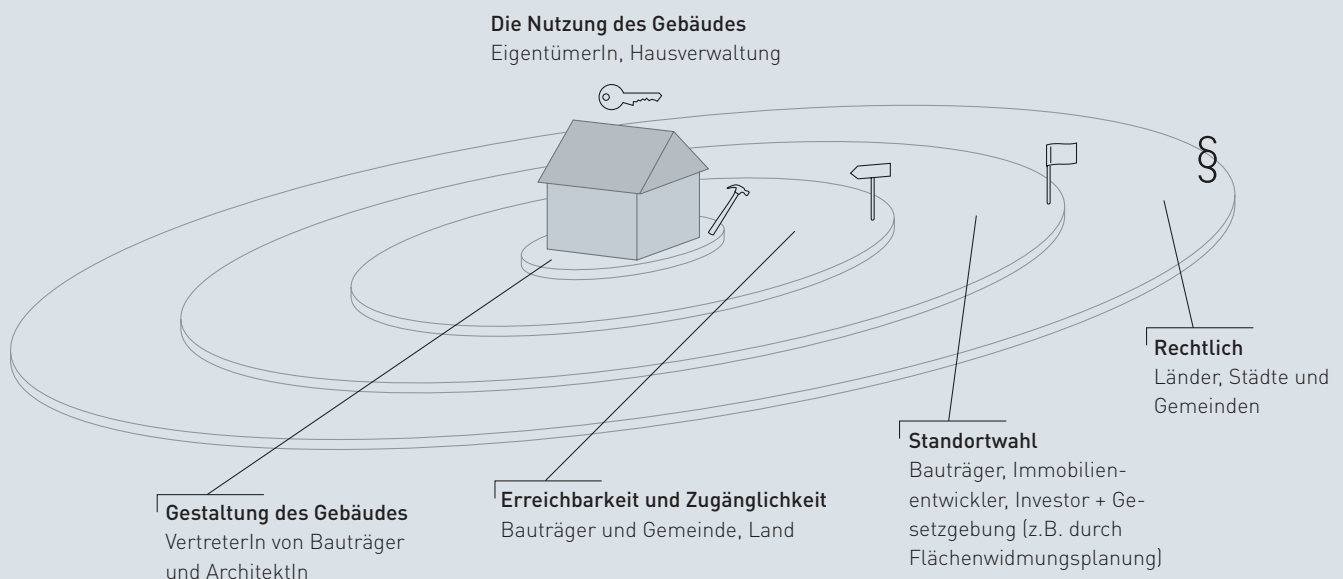 Die Nutzung des Gebäudes
EigentümerIn, Hausverwaltung
§
Rechtlich
Länder, Städte und
Gemeinden
Standortwahl
Bauträger, Immobilien-
entwickler, Investor + Ge-
setzgebung (z.B. durch
Flächenwidmungsplanung)
Erreichbarkeit und Zugänglichkeit
Bauträger und Gemeinde, Land
Gestaltung des Gebäudes
VertreterIn von Bauträger
und ArchitektIn